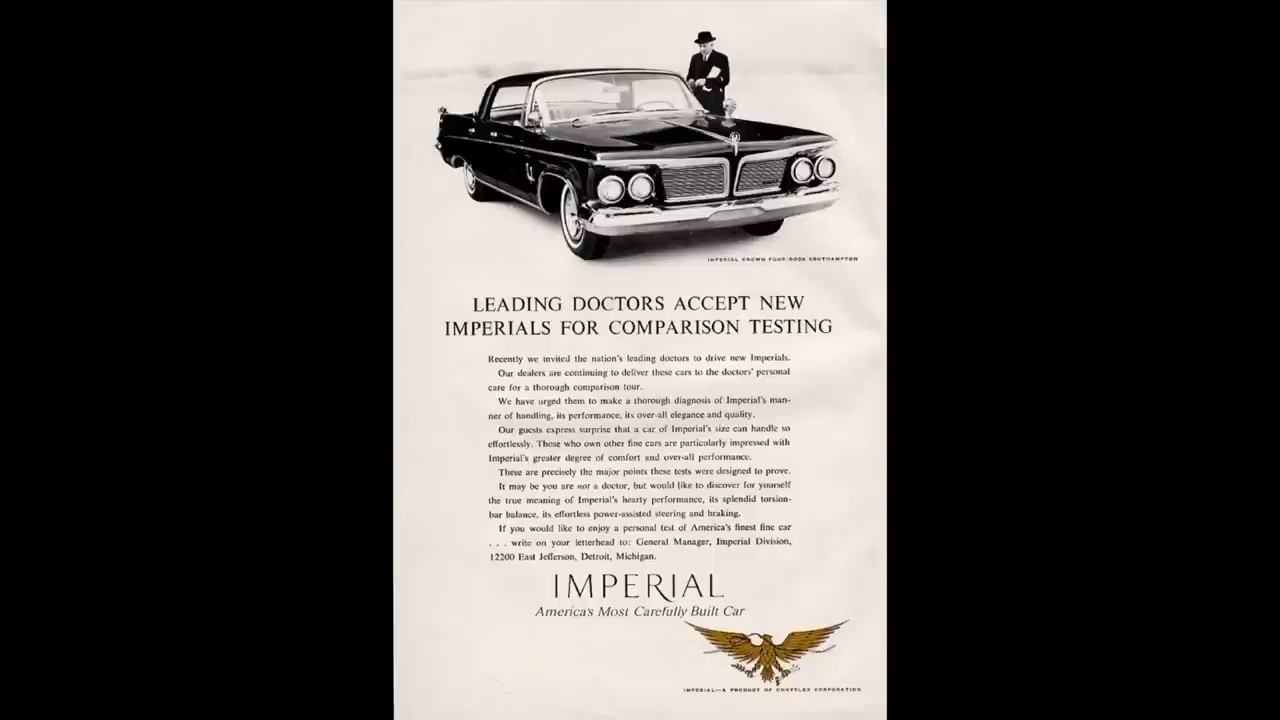 IMPERIAL CROWN FOUR-DOOR SOUTHAMPTON
LEADING DOCTORS ACCEPT NEW
IMPERIALS FOR COMPARISON TESTING
Recently we invited the nation's leading doctors to drive new Imperials.
Our dealers are continuing to deliver these cars to the doctors' personal
care for a thorough comparison tour.
We have urged them to make a thorough diagnosis of Imperial's man-
ner of handling, its performance, its over-all elegance and quality.
Our guests express surprise that a car of Imperial's size can handle so
effortlessly. Those who own other fine cars are particularly impressed with
Imperial's greater degree of comfort and over-all performance.
These are precisely the major points these tests were designed to prove.
It may be you are not a doctor, but would like to discover for yourself
the true meaning of Imperial's hearty performance, its splendid torsion-
bar balance, its effortless power-assisted steering and braking.
If you would like to enjoy a personal test of America's finest fine car
. . . write on your letterhead to: General Manager, Imperial Division,
12200 East Jefferson, Detroit, Michigan.
IMPERIAL
America's Most Carefully Built Car
IMPERIAL—A PRODUCT OF CHRYSLER CORPORATION